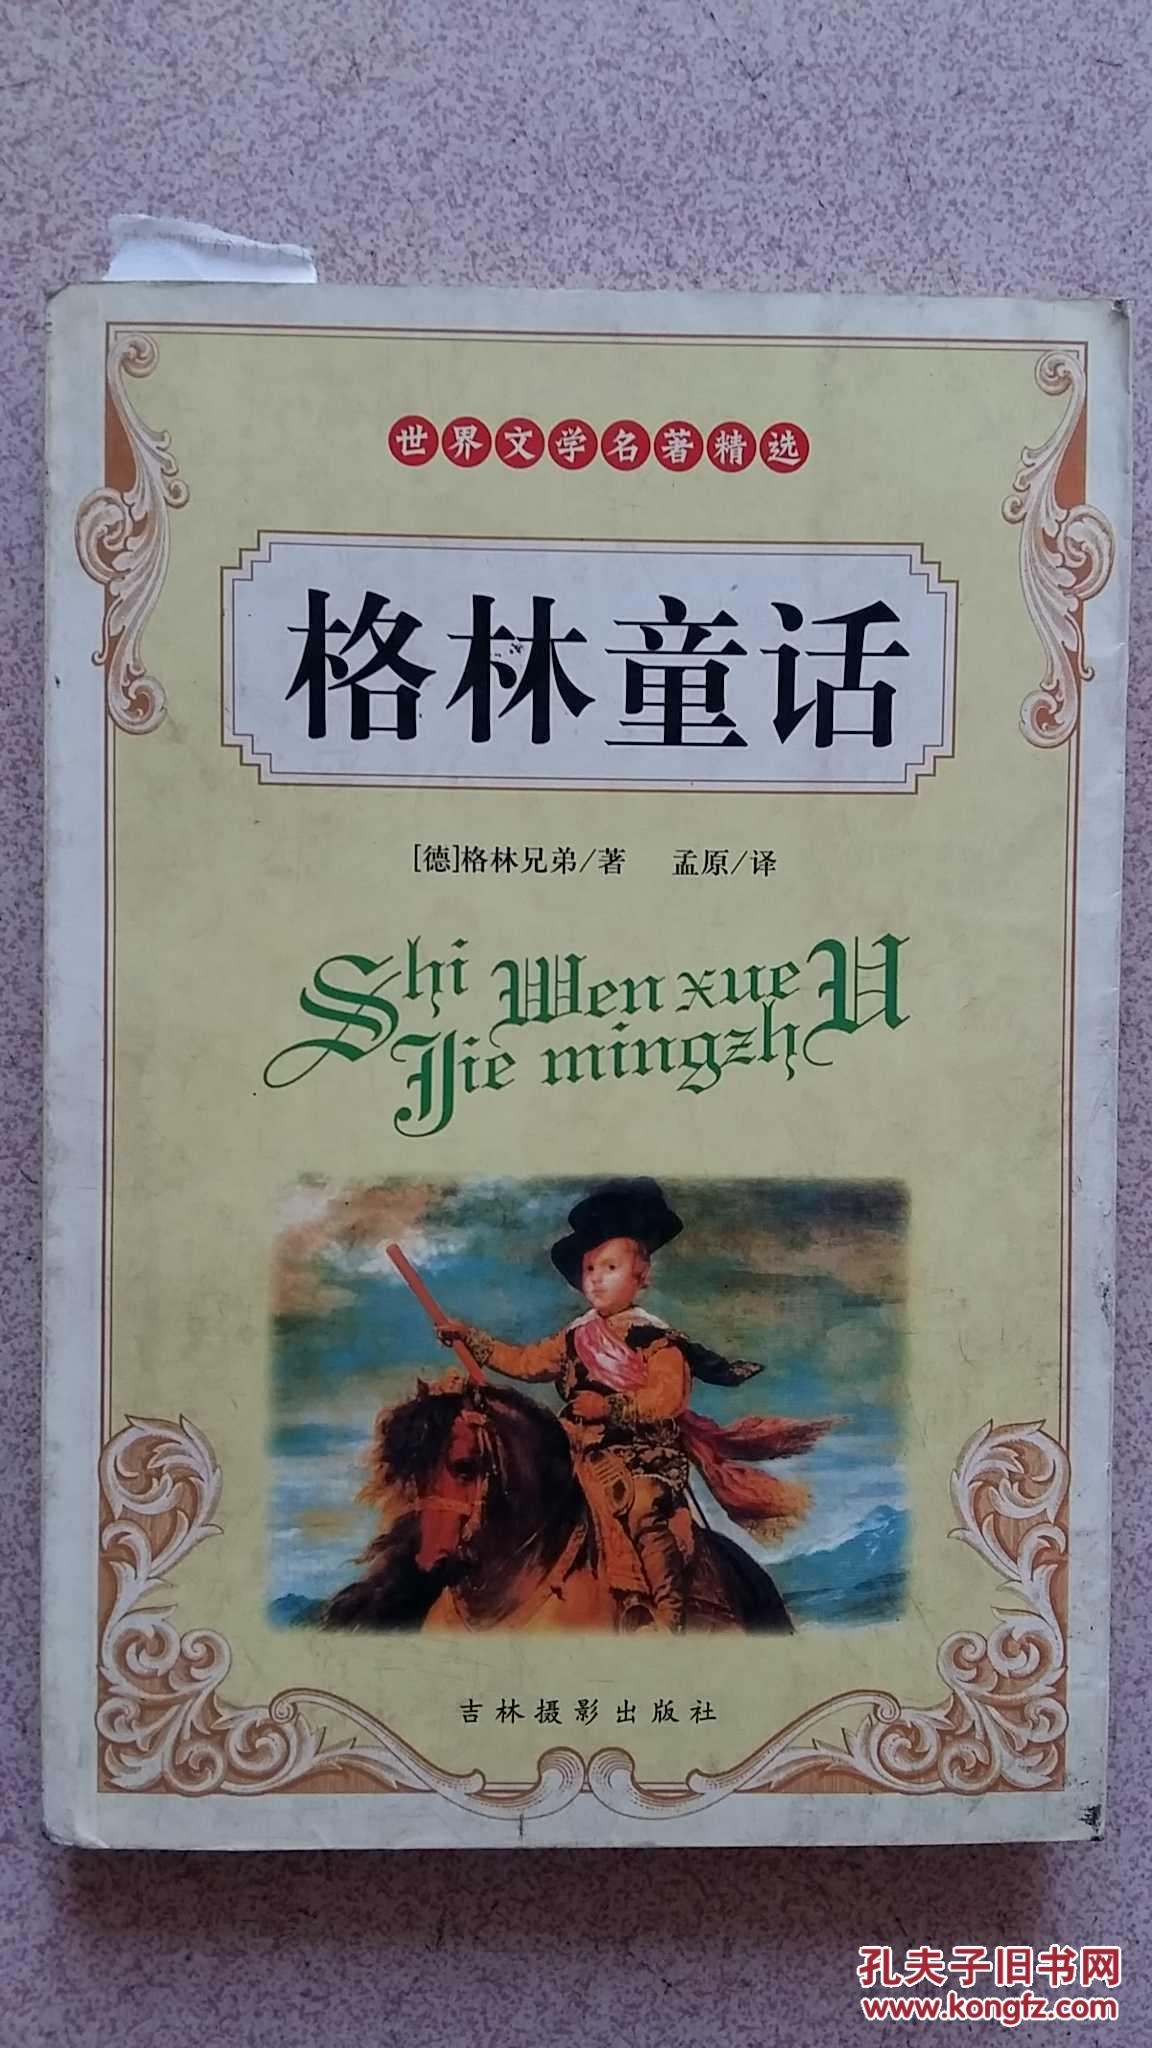 世界文学名著精选
格林童话
[德]格林兄弟/著 孟原/译
Shi Wen xue
Jie mingzhU
吉林摄影出版社
孔夫子旧书网
www.kongfz.com